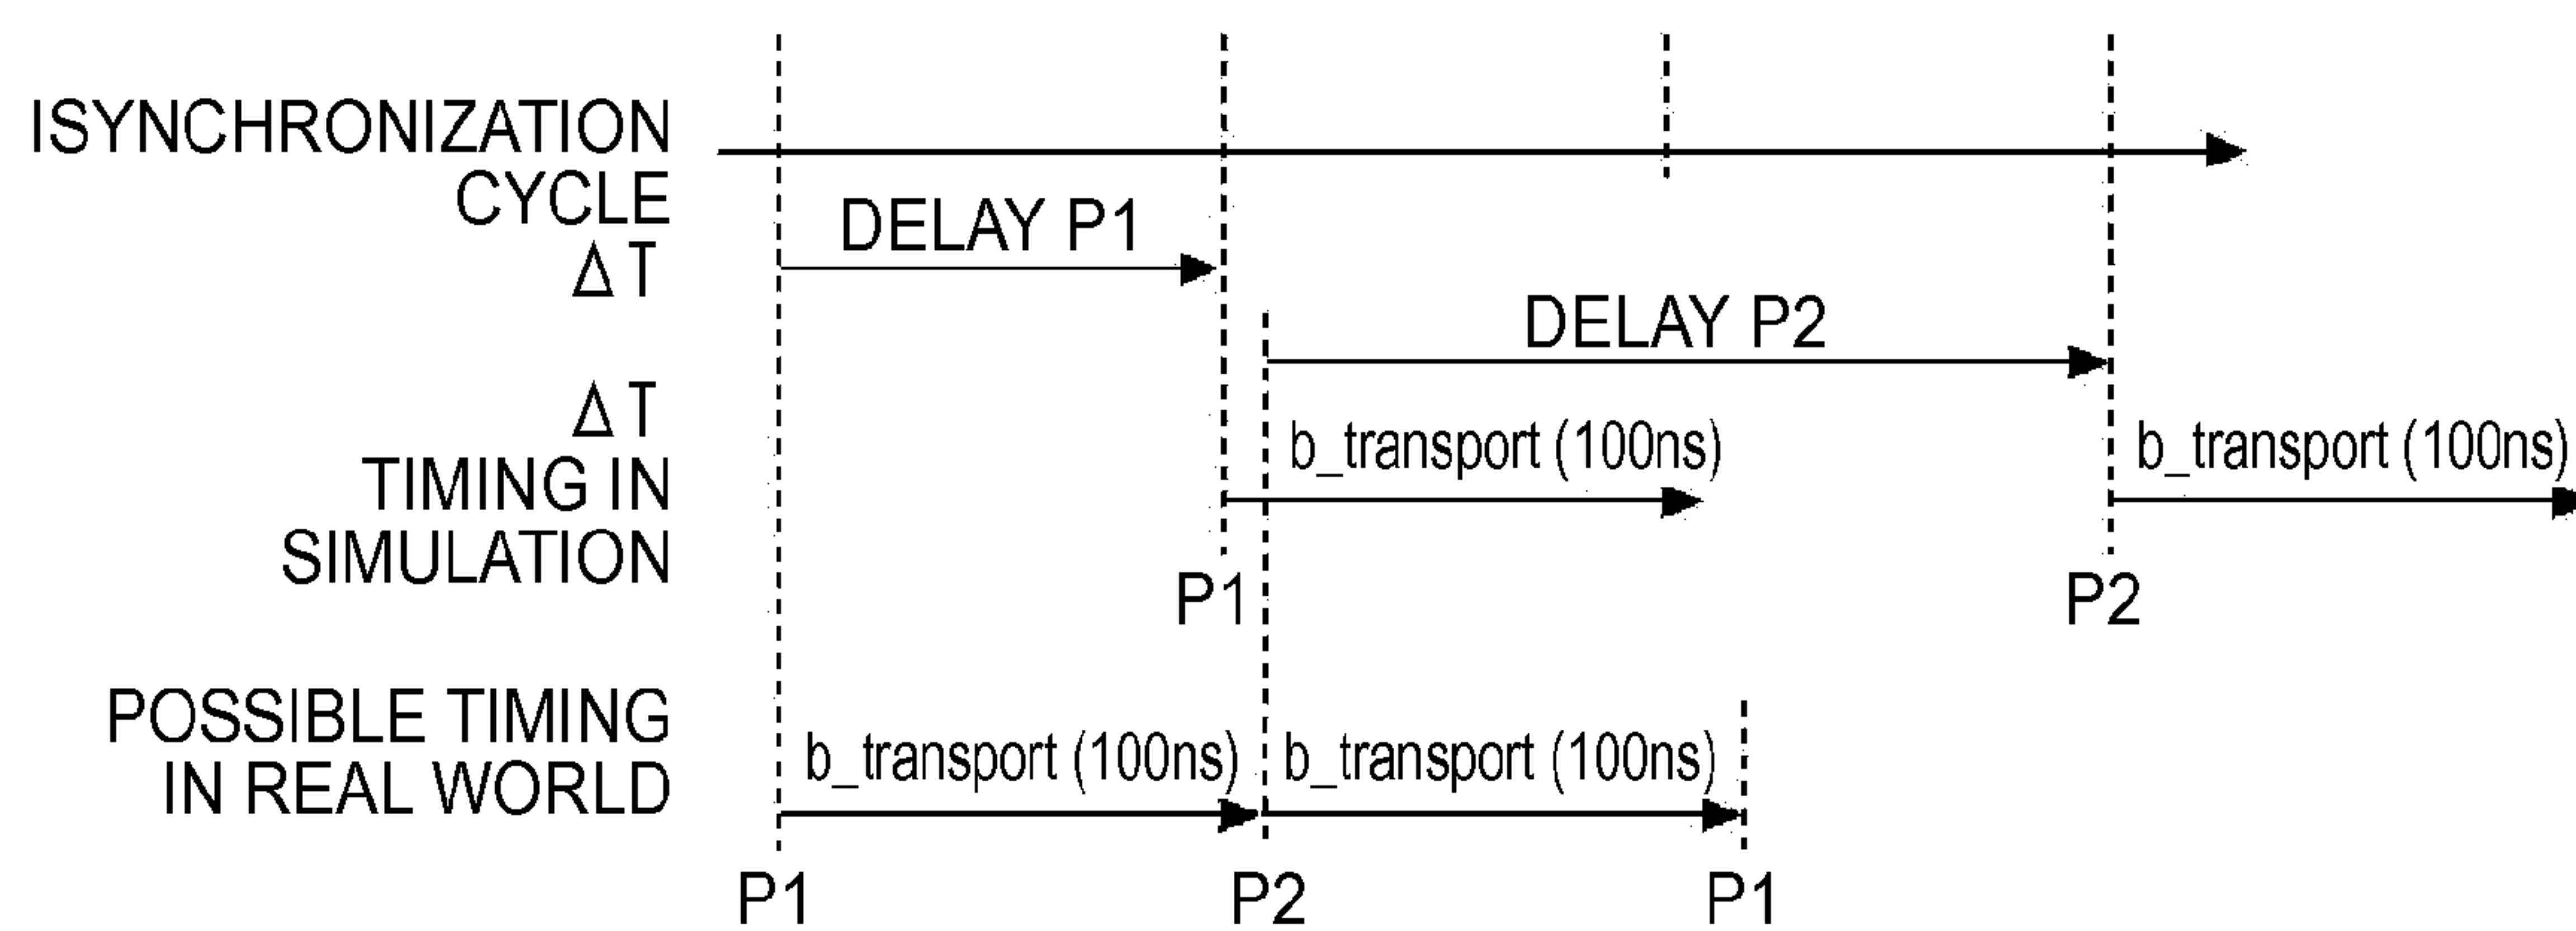 ISYNCHRONIZATION
CYCLE
ΔT
DELAY P1
DELAY P2
ΔT
TIMING IN
SIMULATION
b_transport (100ns)
b_transport (100ns)
P1
P2
POSSIBLE TIMING
IN REAL WORLD
b_transport (100ns)
b_transport (100ns)
P1
P2
P1